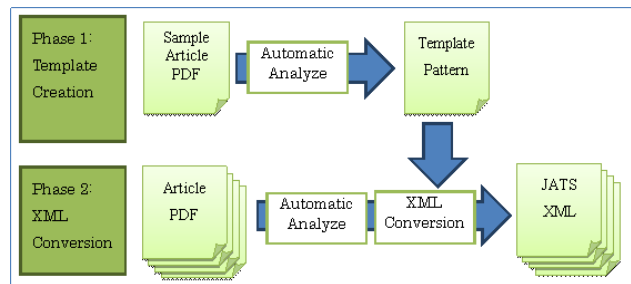 Phase 1:
Template
Creation
Sample
Article
PDF
Automatic
Analyze
Template
Pattern
Phase 2:
XML
Conversion
Article
PDF
Automatic
Analyze
XML
Conversion
JATS
XML